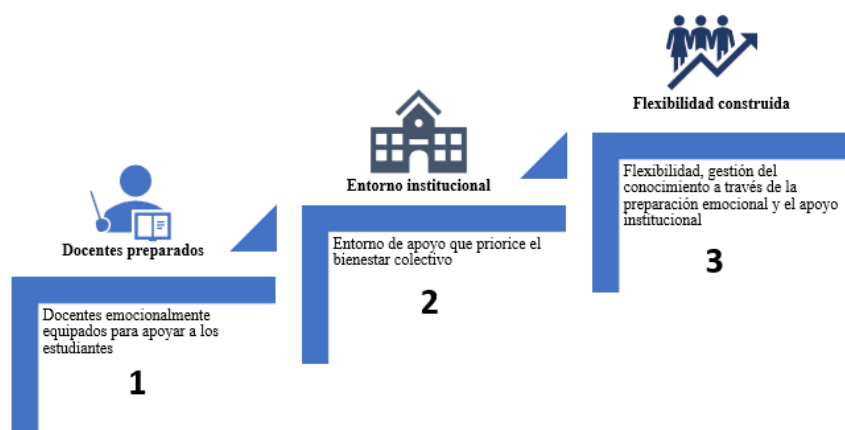 Docentes preparados
Docentes emocionalmente
equipados para apoyar a los
estudiantes
1
Entorno institucional
Entorno de apoyo que priorice el
bienestar colectivo
2
Flexibilidad construida
Flexibilidad, gestión del
conocimiento a través de la
preparación emocional y el apoyo
institucional
3